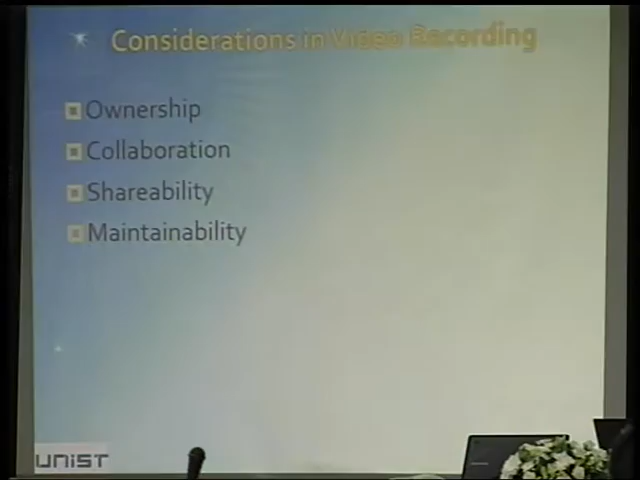 Considerations in Video Recording
Ownership
Collaboration
Shareability
Maintainability
UNIST